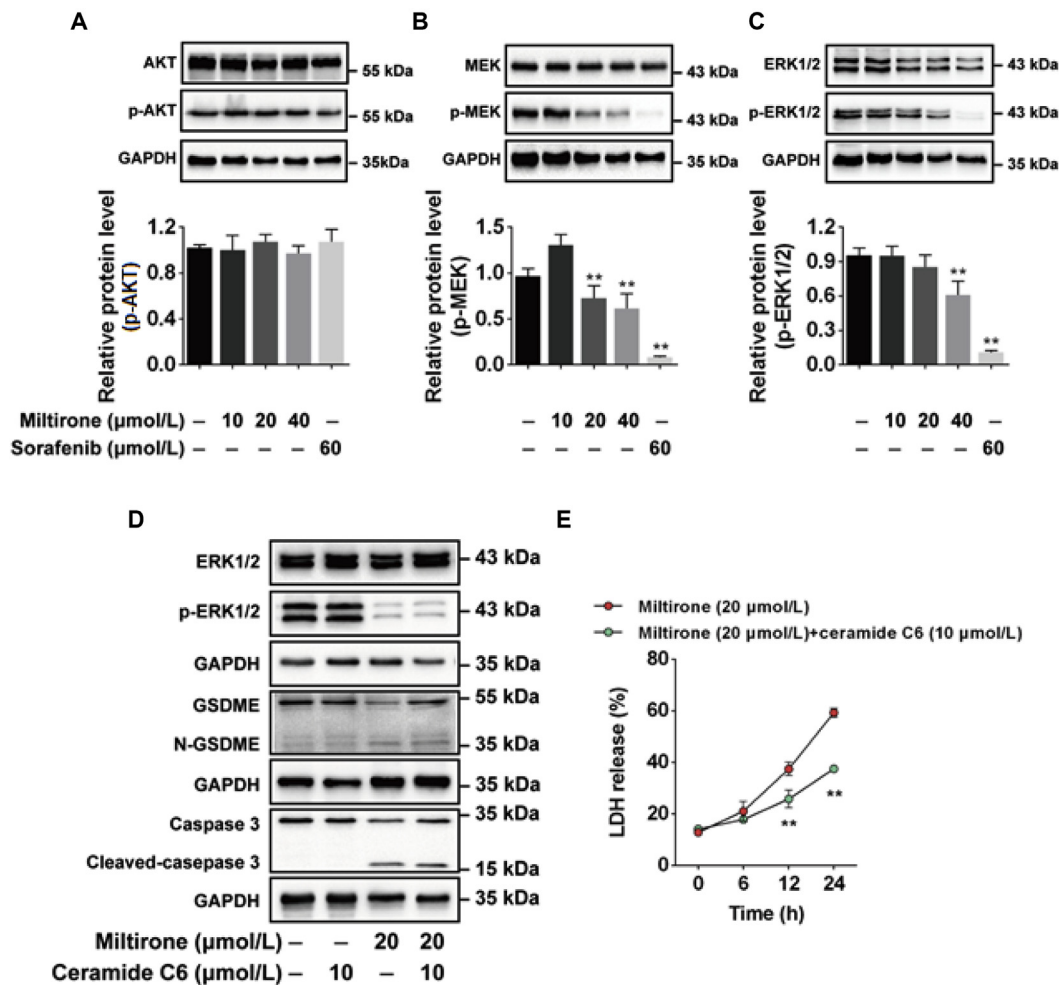 A
B
C
AKT
55 kDa
p-AKT
55 kDa
GAPDH
35kDa
Relative protein level
(p-AKT)
1.2
0.9
0.6
0.3
0.0
MEK
43 kDa
p-MEK
43 kDa
GAPDH
35 kDa
Relative protein level
(p-MEK)
1.5
1.0
0.5
0.0
**
**
**
ERK1/2
43 kDa
p-ERK1/2
43 kDa
GAPDH
35 kDa
Relative protein level
(p-ERK1/2)
1.2
0.9
0.6
0.3
0.0
**
**
Miltirone (µmol/L) – 10 20 40 – – 10 20 40 – – 10 20 40 –
Sorafenib (µmol/L) – – – – 60 – – – – 60 – – – – 60
D
ERK1/2
43 kDa
p-ERK1/2
43 kDa
GAPDH
35 kDa
GSDME
55 kDa
N-GSDME
35 kDa
GAPDH
35 kDa
35 kDa
Caspase 3
Cleaved-casepase 3
15 kDa
GAPDH
35 kDa
Miltirone (µmol/L) – – 20 20
Ceramide C6 (µmol/L) – 10 – 10
E
Miltirone (20 µmol/L)
Miltirone (20 µmol/L)+ceramide C6 (10 µmol/L)
LDH release (%)
80
60
40
20
0
**
**
0 6 12 24
Time (h)